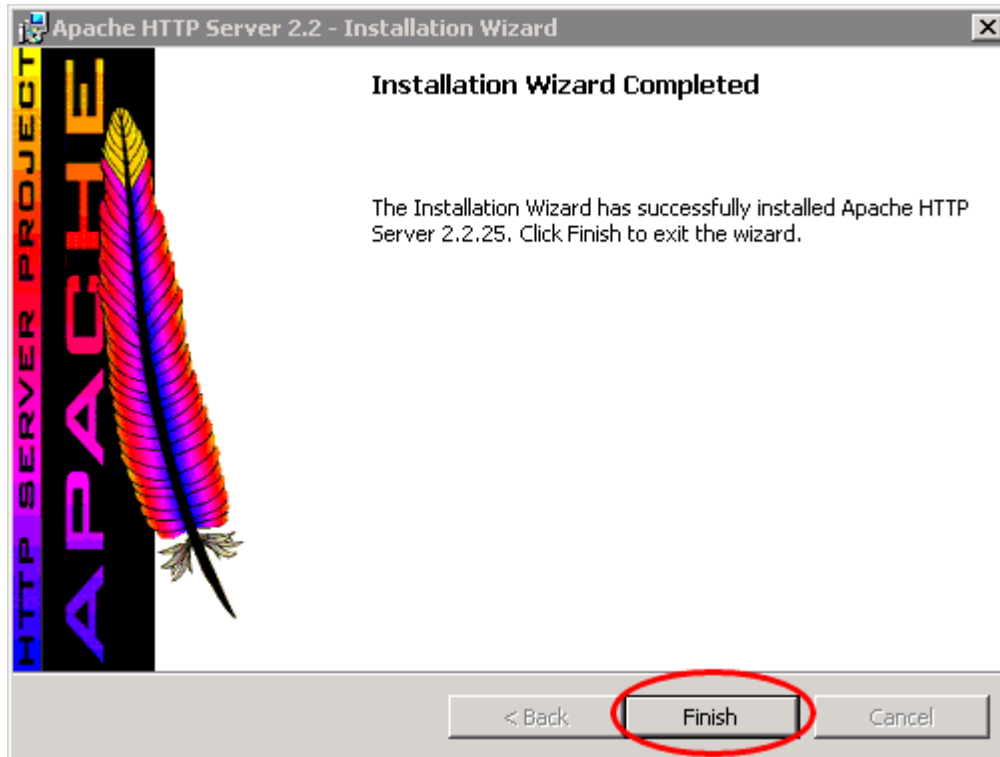 Apache HTTP Server 2.2 - Installation Wizard
HTTP SERVER PROJECT
APACHE
Installation Wizard Completed
The Installation Wizard has successfully installed Apache HTTP
Server 2.2.25. Click Finish to exit the wizard.
< Back
Finish
Cancel